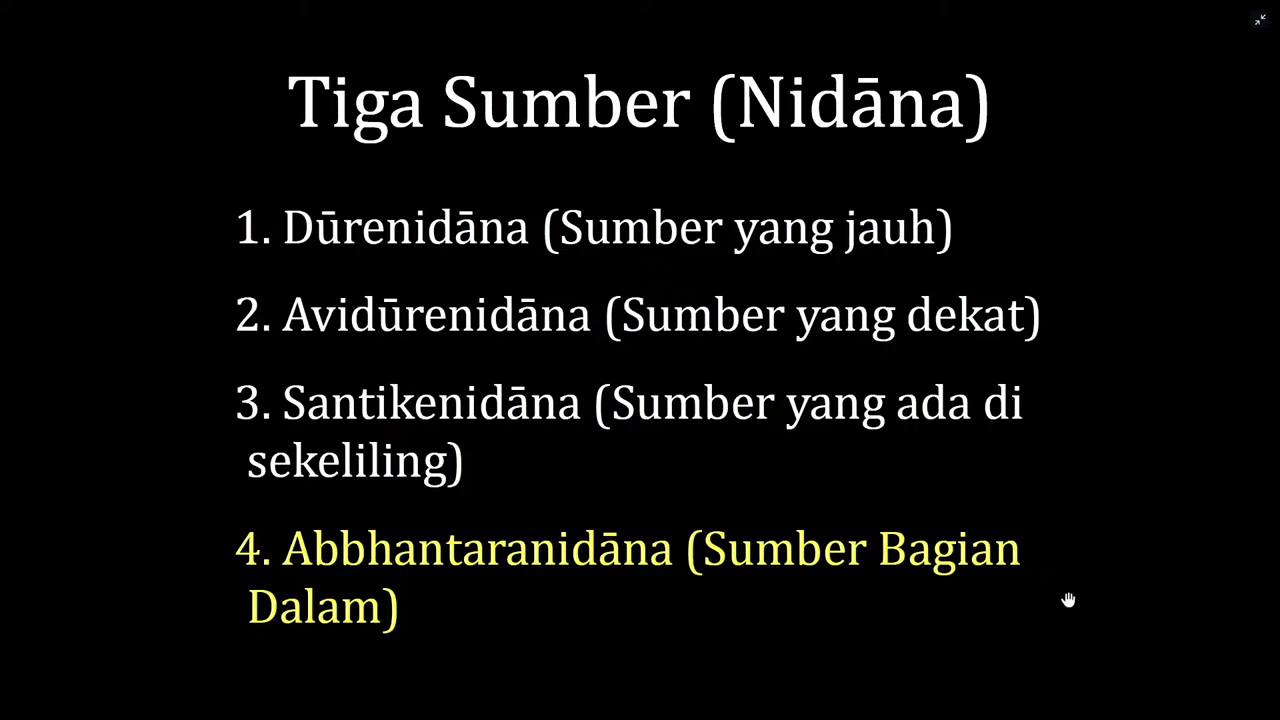 Tiga Sumber (Nidāna)
1. Dūrenidāna (Sumber yang jauh)
2. Avidūrenidāna (Sumber yang dekat)
3. Santikenidāna (Sumber yang ada di
sekeliling)
4. Abbhantaranidāna (Sumber Bagian
Dalam)